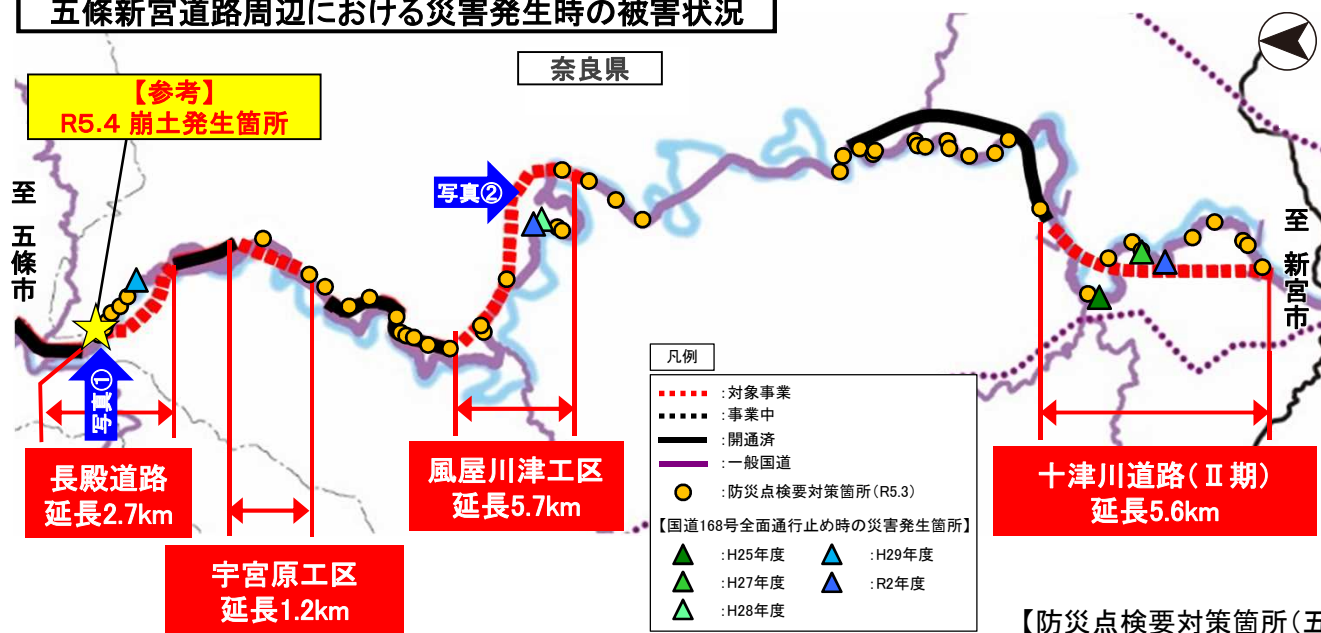 五條新宮道路周辺における災害発生時の被害状況
奈良県
【参考】
R5.4 崩土発生箇所
至 五條市
写真①
写真②
至 新宮市
長殿道路
延長2.7km
宇宮原工区
延長1.2km
風屋川津工区
延長5.7km
十津川道路(Ⅱ期)
延長5.6km
凡例
:対象事業
:事業中
:開通済
:一般国道
:防災点検要対策箇所(R5.3)
【国道168号全面通行止め時の災害発生箇所】
:H25年度
:H29年度
:H27年度
:R2年度
:H28年度
【防災点検要対策箇所(五